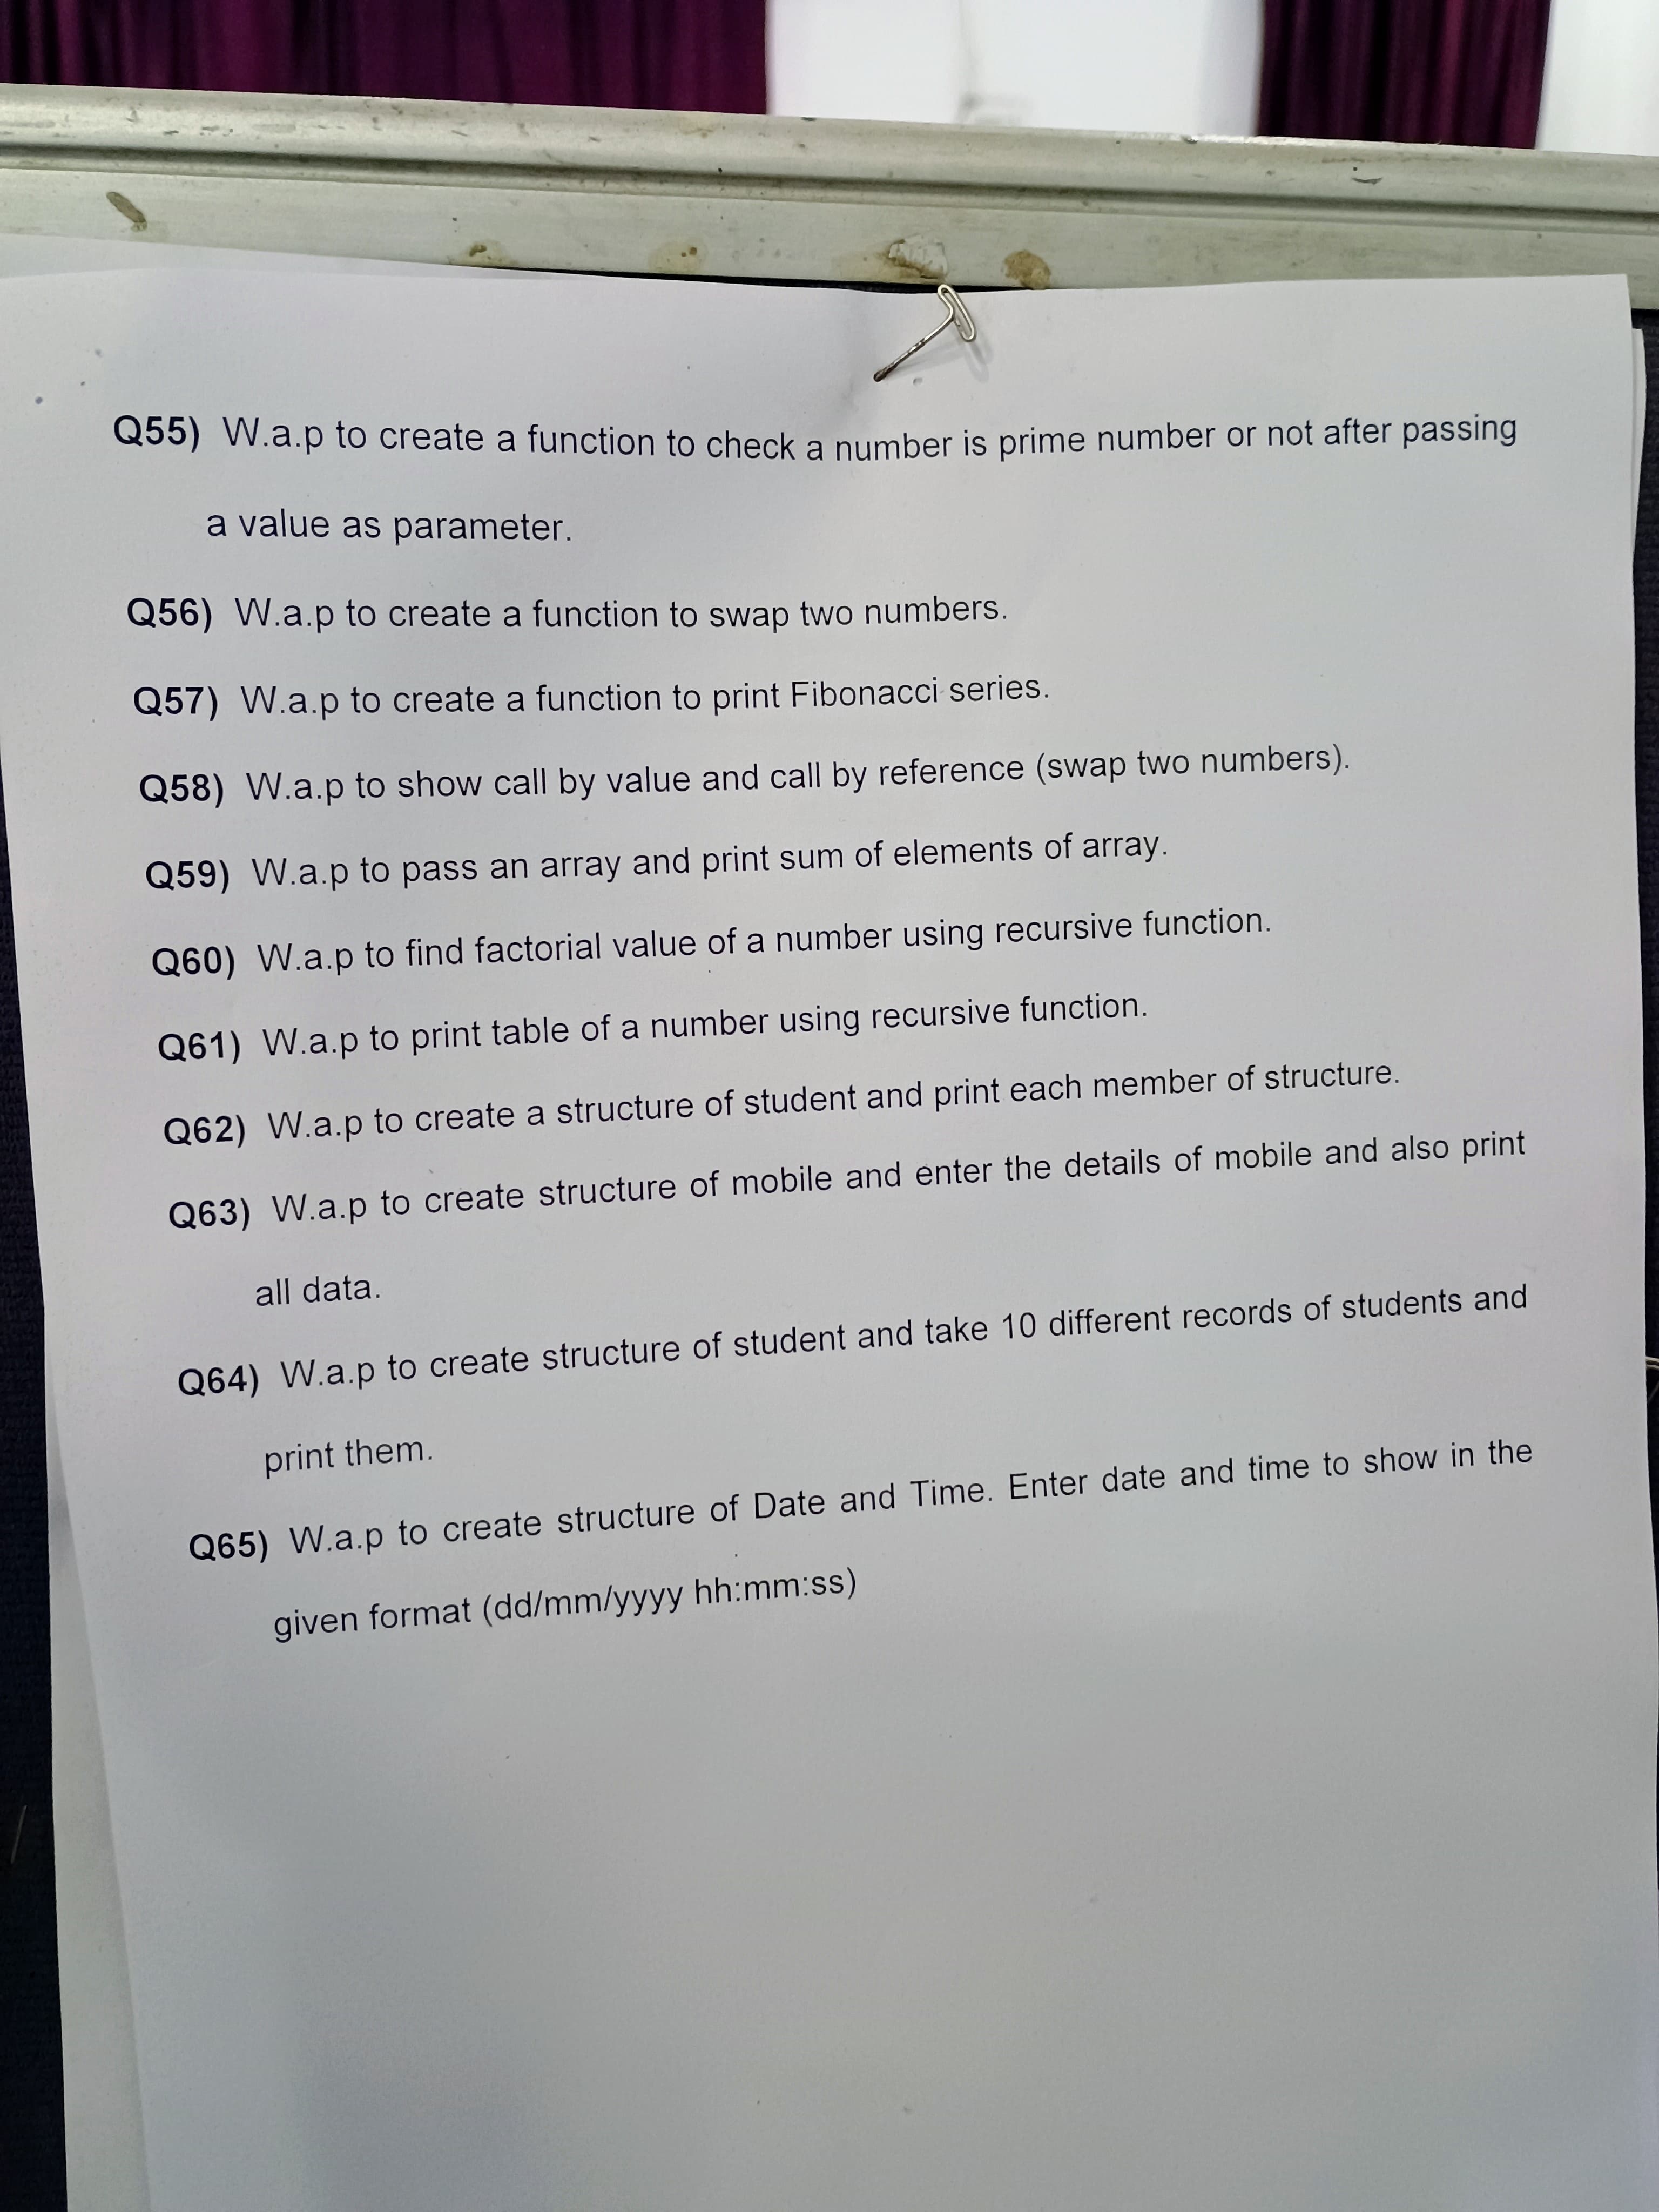 Q55) W.a.p to create a function to check a number is prime number or not after passing
a value as parameter.
Q56) W.a.p to create a function to swap two numbers.
Q57) W.a.p to create a function to print Fibonacci series.
Q58) W.a.p to show call by value and call by reference (swap two numbers).
Q59) W.a.p to pass an array and print sum of elements of array.
Q60) W.a.p to find factorial value of a number using recursive function.
Q61) W.a.p to print table of a number using recursive function.
Q62) W.a.p to create a structure of student and print each member of structure.
Q63) W.a.p to create structure of mobile and enter the details of mobile and also print
all data.
Q64) W.a.p to create structure of student and take 10 different records of students and
print them.
Q65) W.a.p to create structure of Date and Time. Enter date and time to show in the
given format (dd/mm/yyyy hh:mm:ss)